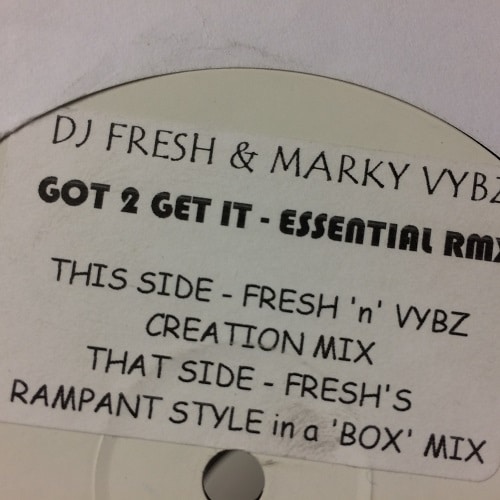 DJ FRESH & MARKY VYBZ
GOT 2 GET IT - ESSENTIAL RMX
THIS SIDE - FRESH 'n' VYBZ
CREATION MIX
THAT SIDE - FRESH'S
RAMPANT STYLE in a 'BOX' MIX